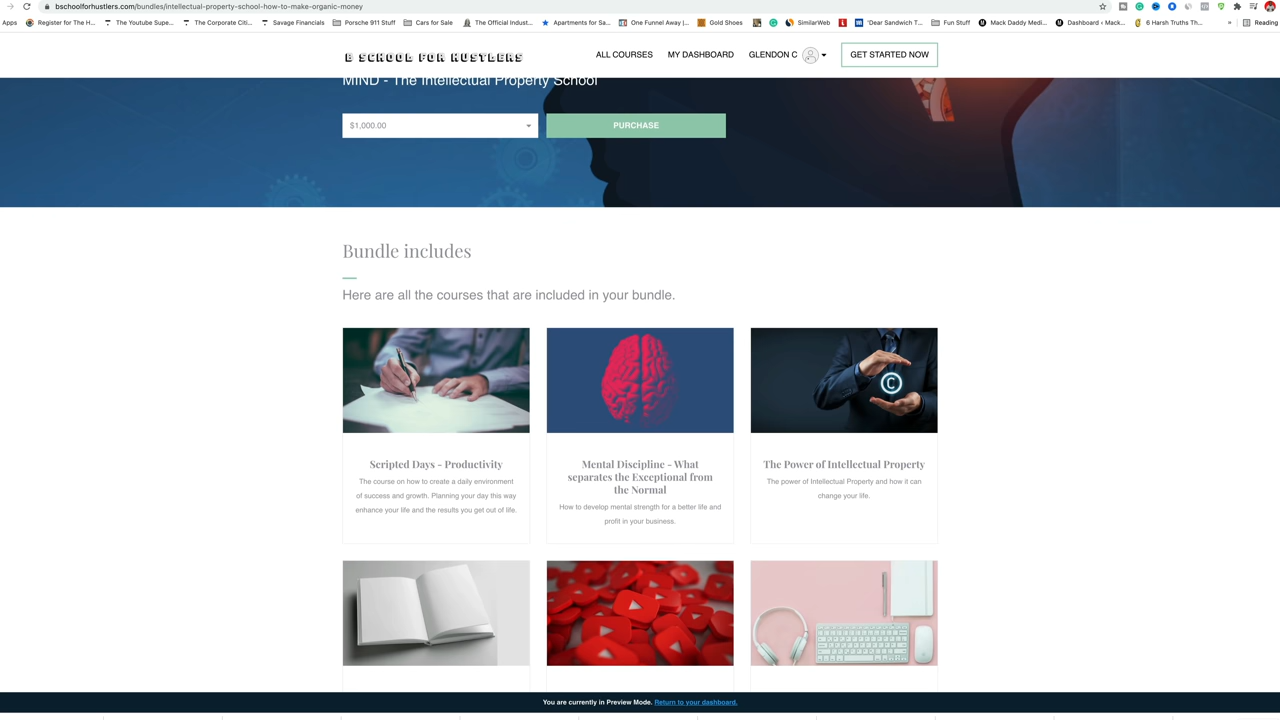 bschoolforhustlers.com/bundles/intellectual-property-school-how-to-make-organic-money
Apps Register for The H... The Youtube Supe... The Corporate Citi... Savage Financials Porsche 911 Stuff Cars for Sale The Official Indust... Apartments for Sa... One Funnel Away |... Gold Shoes SimilarWeb 'Dear Sandwich T... Fun Stuff Mack Daddy Medi... Dashboard ‹ Mack... 6 Harsh Truths Th... » Reading
B SCHOOL FOR HUSTLERS ALL COURSES MY DASHBOARD GLENDON C GET STARTED NOW
MIND - The Intellectual Property School
$1,000.00 PURCHASE
Bundle includes
Here are all the courses that are included in your bundle.
Scripted Days - Productivity
The course on how to create a daily environment
of success and growth. Planning your day this way
enhance your life and the results you get out of life.
Mental Discipline - What
separates the Exceptional from
the Normal
How to develop mental strength for a better life and
profit in your business.
The Power of Intellectual Property
The power of Intellectual Property and how it can
change your life.
You are currently in Preview Mode. Return to your dashboard.